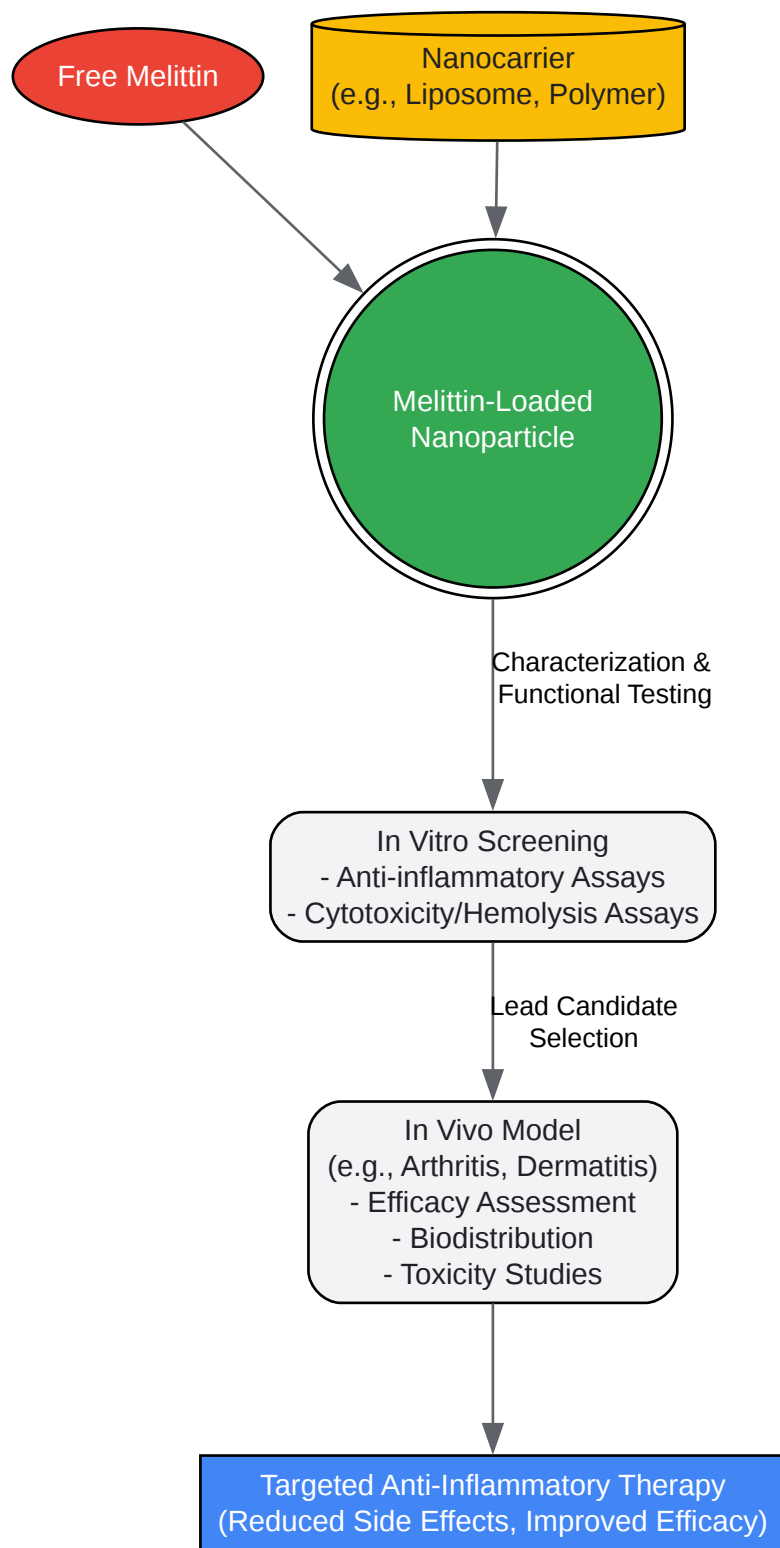 Free Melittin
Nanocarrier
(e.g., Liposome, Polymer)
Melittin-Loaded
Nanoparticle
Characterization &
Functional Testing
In Vitro Screening
- Anti-inflammatory Assays
- Cytotoxicity/Hemolysis Assays
Lead Candidate
Selection
In Vivo Model
(e.g., Arthritis, Dermatitis)
- Efficacy Assessment
- Biodistribution
- Toxicity Studies
Targeted Anti-Inflammatory Therapy
(Reduced Side Effects, Improved Efficacy)